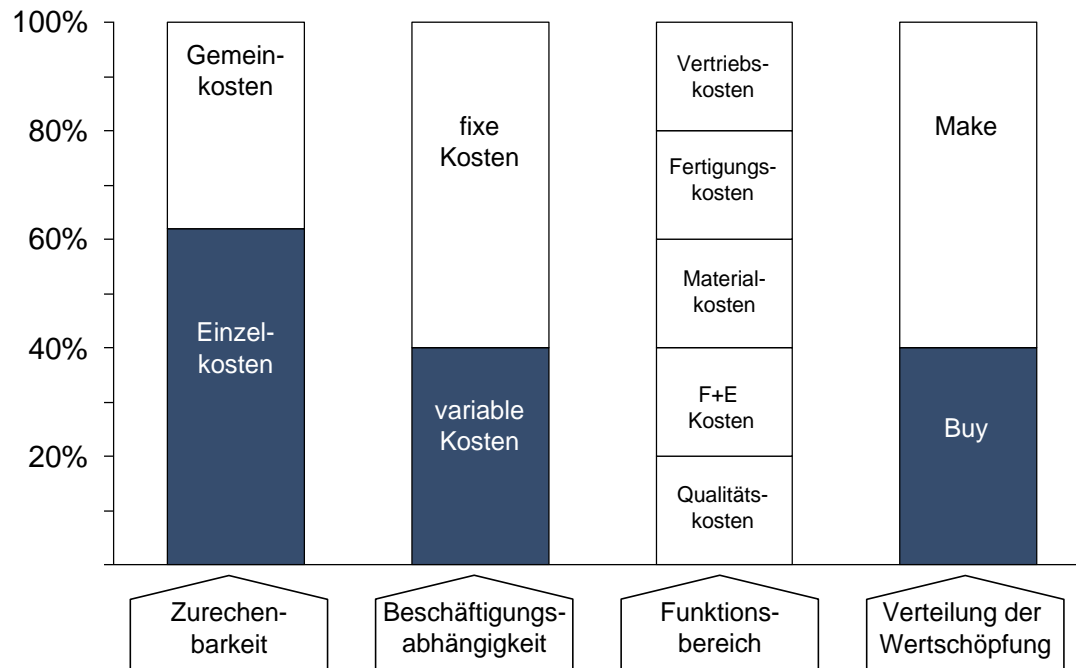 100%
80%
60%
40%
20%
Gemein-
kosten
Einzel-
kosten
fixe
Kosten
variable
Kosten
Vertriebs-
kosten
Fertigungs-
kosten
Material-
kosten
F+E
Kosten
Qualitäts-
kosten
Make
Buy
Zurechen-
barkeit
Beschäftigungs-
abhängigkeit
Funktions-
bereich
Verteilung der
Wertschöpfung